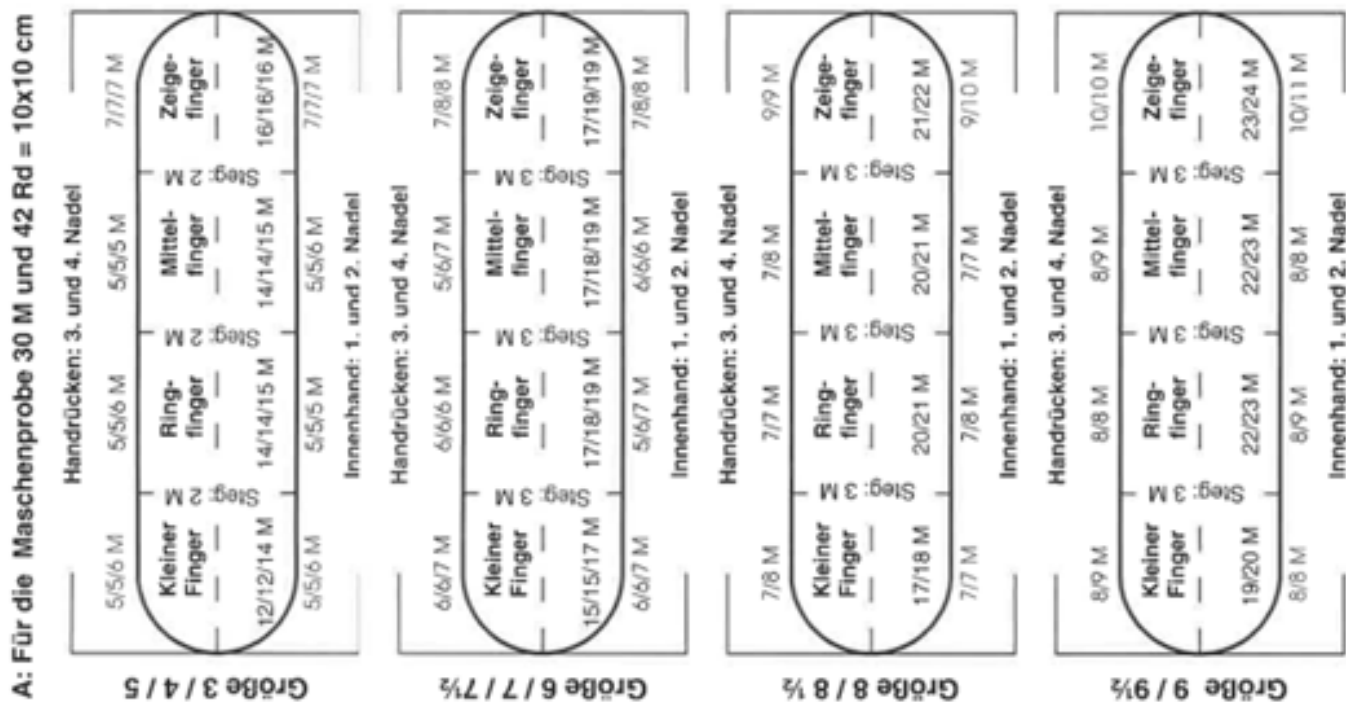 A: Für die Maschenprobe 30 M und 42 Rd = 10x10 cm
Größe 3 / 4 / 5
Handrücken: 3. und 4. Nadel
5/5/6 M 5/5/6 M 5/5/5 M 7/7/7 M
Kleiner Finger Ring- finger Mittel- finger Zeige- finger
Steg: 2 M Steg: 2 M Steg: 2 M
12/12/14 M 14/14/15 M 14/14/15 M 16/16/16 M
5/5/6 M 5/5/5 M 5/5/6 M 7/7/7 M
Innenhand: 1. und 2. Nadel
Größe 6 / 7 / 7½
Handrücken: 3. und 4. Nadel
6/6/7 M 6/6/6 M 5/6/7 M 7/8/8 M
Kleiner Finger Ring- finger Mittel- finger Zeige- finger
Steg: 3 M Steg: 3 M Steg: 3 M
15/15/17 M 17/18/19 M 17/18/19 M 17/19/19 M
6/6/7 M 5/6/7 M 6/6/6 M 7/8/8 M
Innenhand: 1. und 2. Nadel
Größe 8 / 8 ½
Handrücken: 3. und 4. Nadel
7/8 M 7/7 M 7/8 M 9/9 M
Kleiner Finger Ring- finger Mittel- finger Zeige- finger
Steg: 3 M Steg: 3 M Steg: 3 M
17/18 M 20/21 M 20/21 M 21/22 M
7/7 M 7/8 M 7/7 M 9/10 M
Innenhand: 1. und 2. Nadel
Größe 9 / 9½
Handrücken: 3. und 4. Nadel
8/9 M 8/8 M 8/9 M 10/10 M
Kleiner Finger Ring- finger Mittel- finger Zeige- finger
Steg: 3 M Steg: 3 M Steg: 3 M
19/20 M 22/23 M 22/23 M 23/24 M
8/8 M 8/9 M 8/8 M 10/11 M
Innenhand: 1. und 2. Nadel